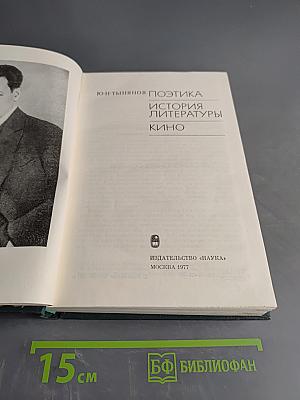 Ю·Н·ТЫНЯНОВ
ПОЭТИКА
ИСТОРИЯ
ЛИТЕРАТУРЫ
КИНО
ИЗДАТЕЛЬСТВО «НАУКА»
МОСКВА 1977
15 см
БФ БИБЛИОФАН